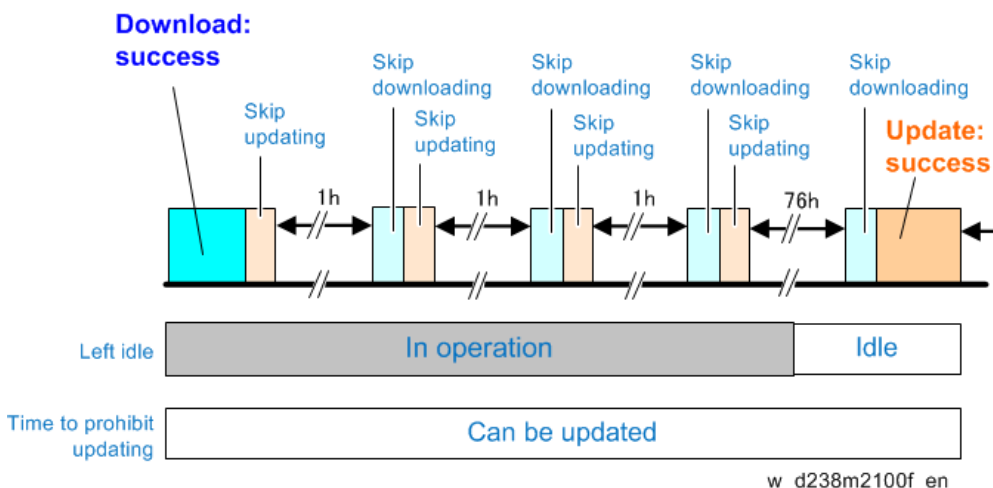 Download:
success
Skip
updating
Skip
downloading
Skip
updating
Skip
downloading
Skip
updating
Skip
downloading
Skip
updating
Skip
downloading
Update:
success
1h
1h
1h
76h
Left idle
In operation
Idle
Time to prohibit
updating
Can be updated
w_d238m2100f_en